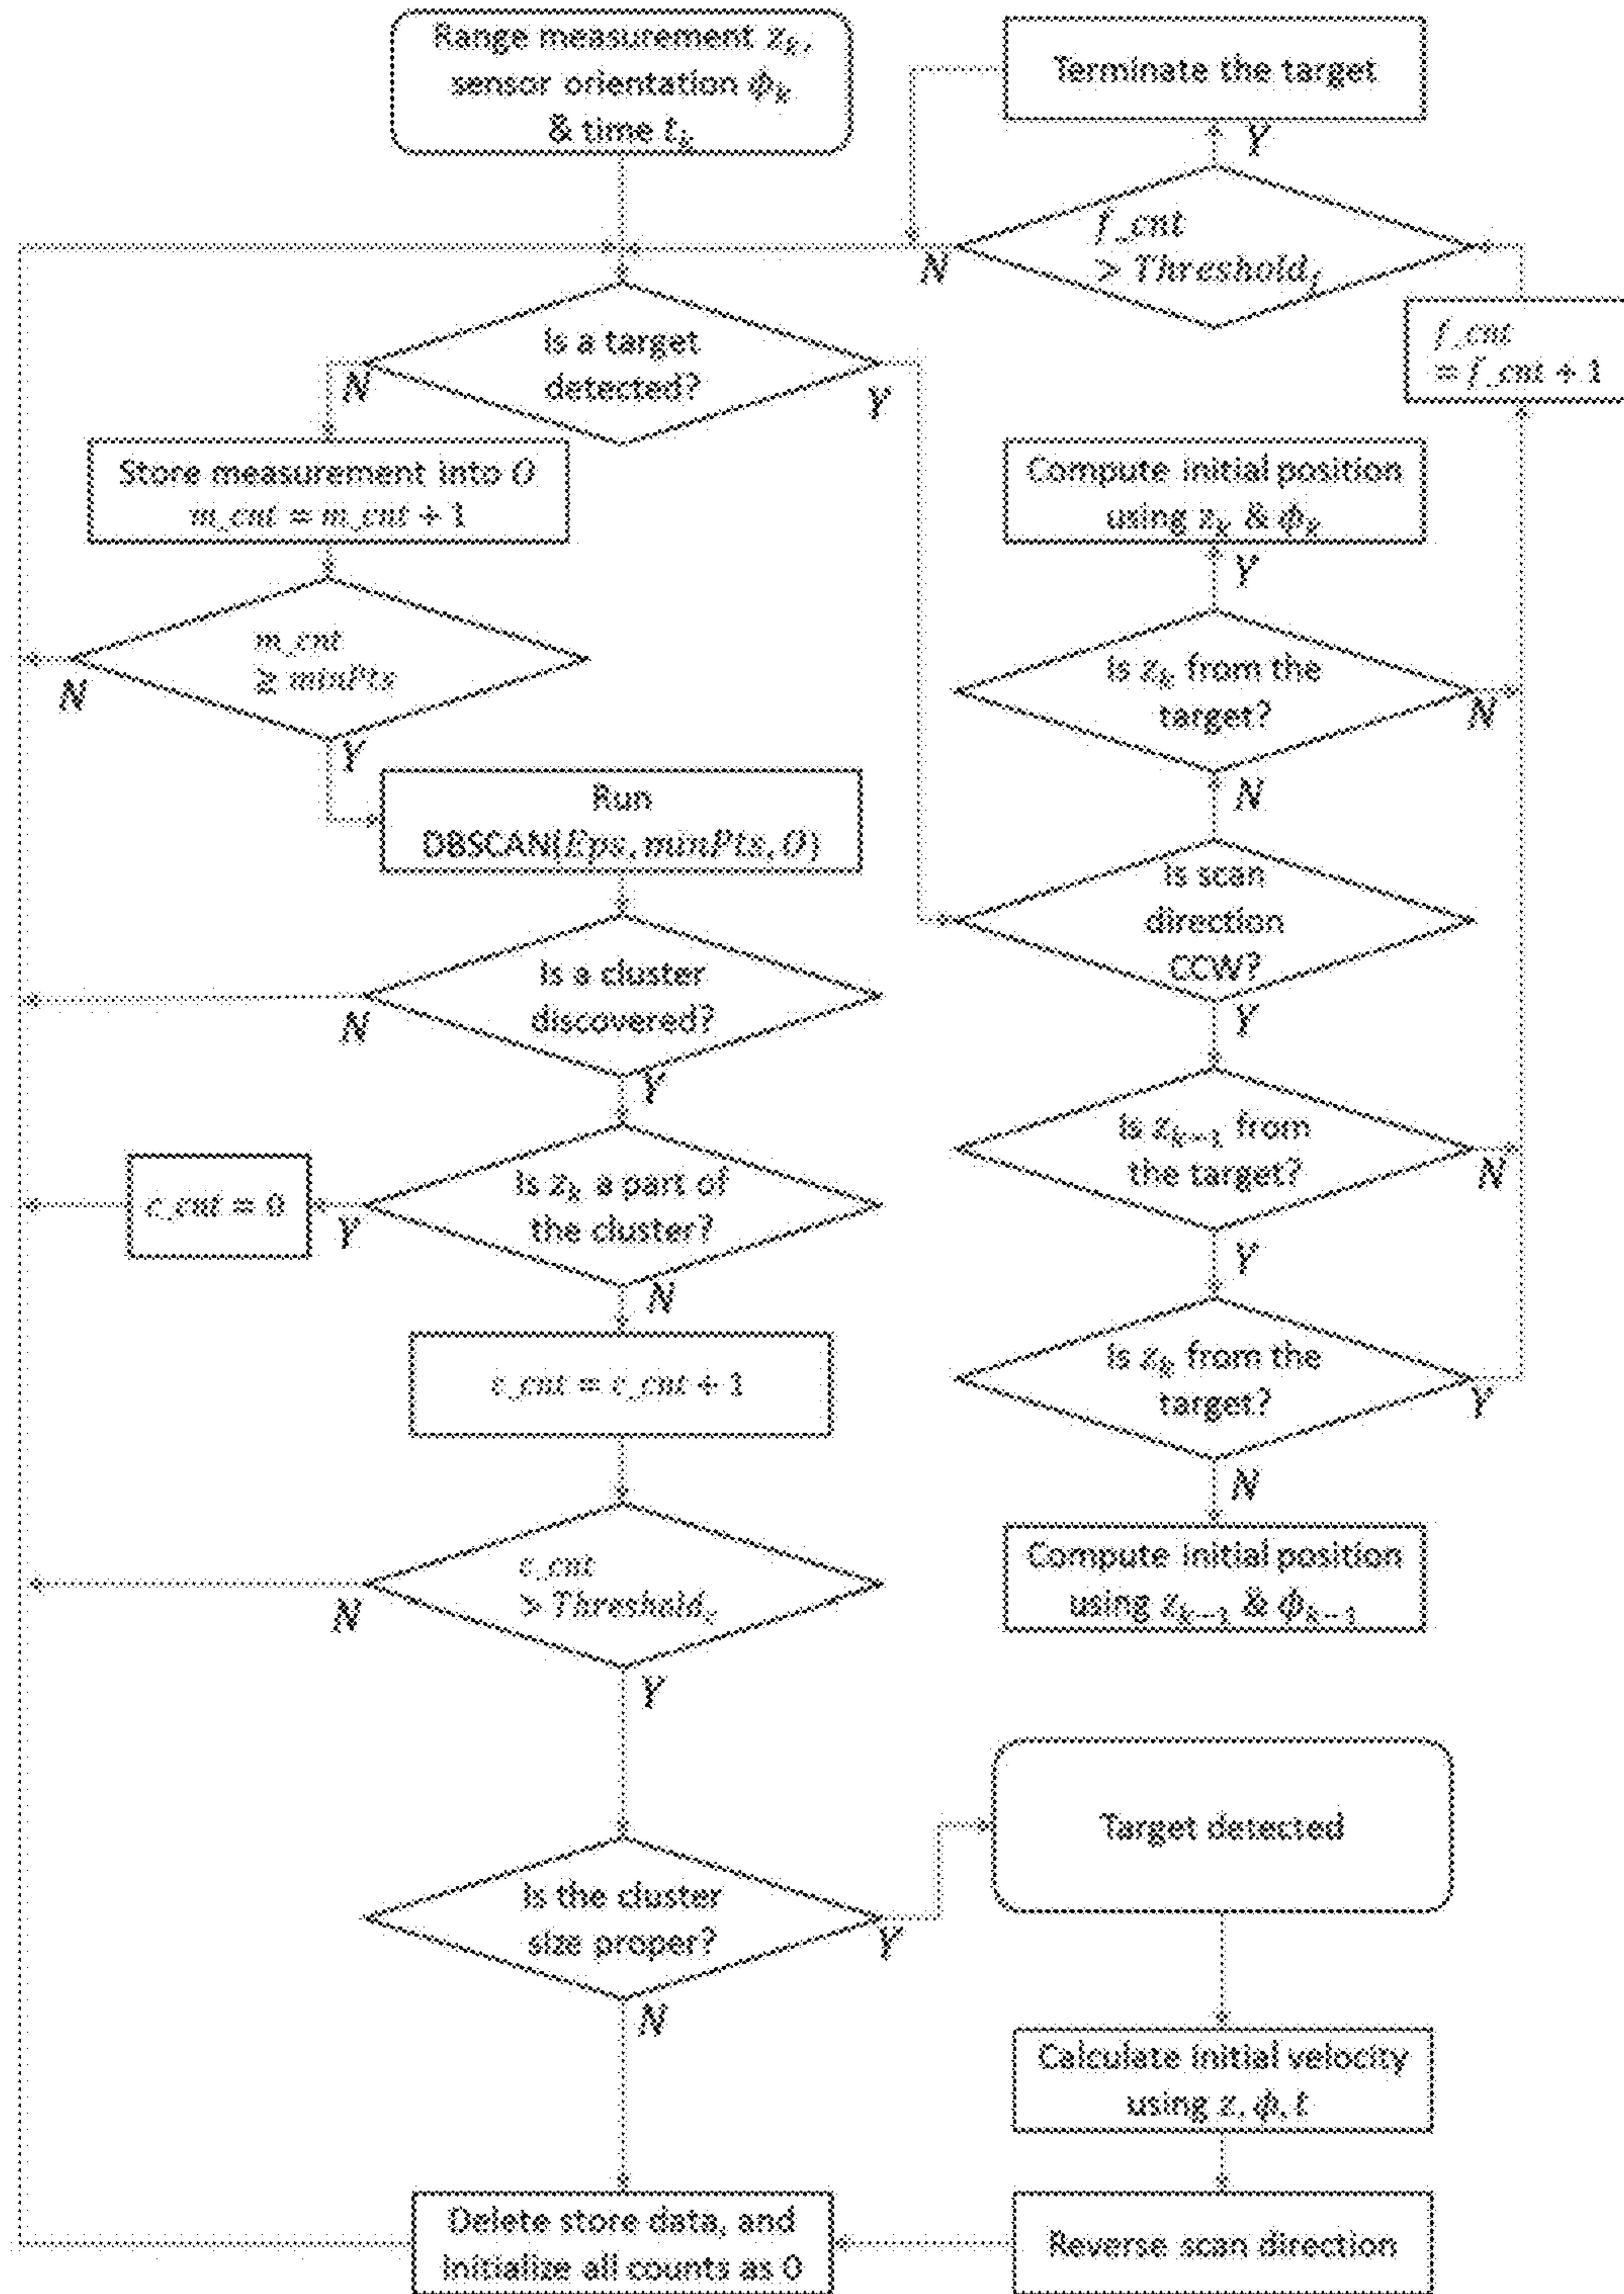 Range measurement z_k,
sensor orientation ϕ_k
& time t_k
Terminate the target
Y
f_cnt
> Threshold_f
N
f_cnt
= f_cnt + 1
Is a target
detected?
N
Y
Store measurement into O
m_cnt = m_cnt + 1
Compute initial position
using z_k & ϕ_k
Y
m_cnt
≥ minPts
N
Y
Is z_k from the
target?
N
N
Run
DBSCAN(Eps, minPts, O)
Is scan
direction
CCW?
Y
Is a cluster
discovered?
N
Y
Is z_{k-1} from
the target?
N
Y
c_cnt = 0
Y
Is z_k a part of
the cluster?
N
c_cnt = c_cnt + 1
Is z_k from the
target?
Y
N
c_cnt
> Threshold_c
N
Y
Compute initial position
using z_{k-1} & ϕ_{k-1}
Target detected
Is the cluster
size proper?
Y
N
Calculate initial velocity
using z, ϕ, t
Delete store data, and
initialize all counts as 0
Reverse scan direction